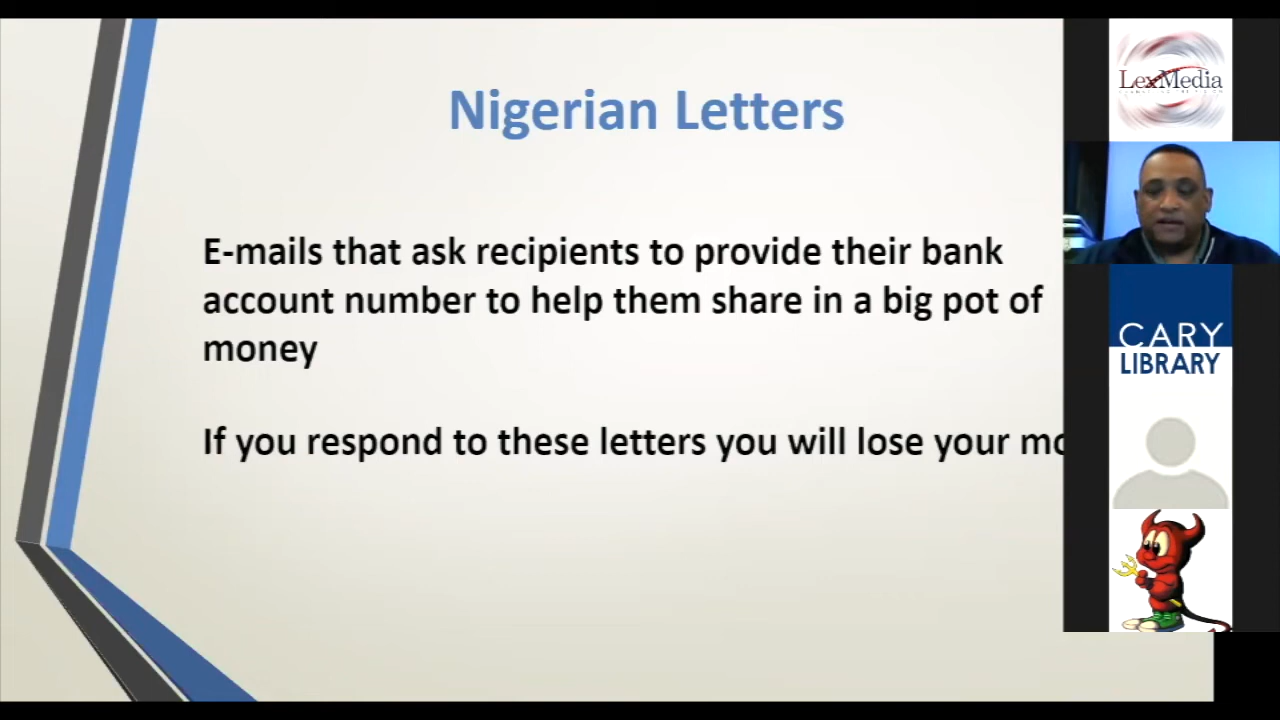 Nigerian Letters
E-mails that ask recipients to provide their bank
account number to help them share in a big pot of
money
If you respond to these letters you will lose your mo
LexMedia
CARY
LIBRARY